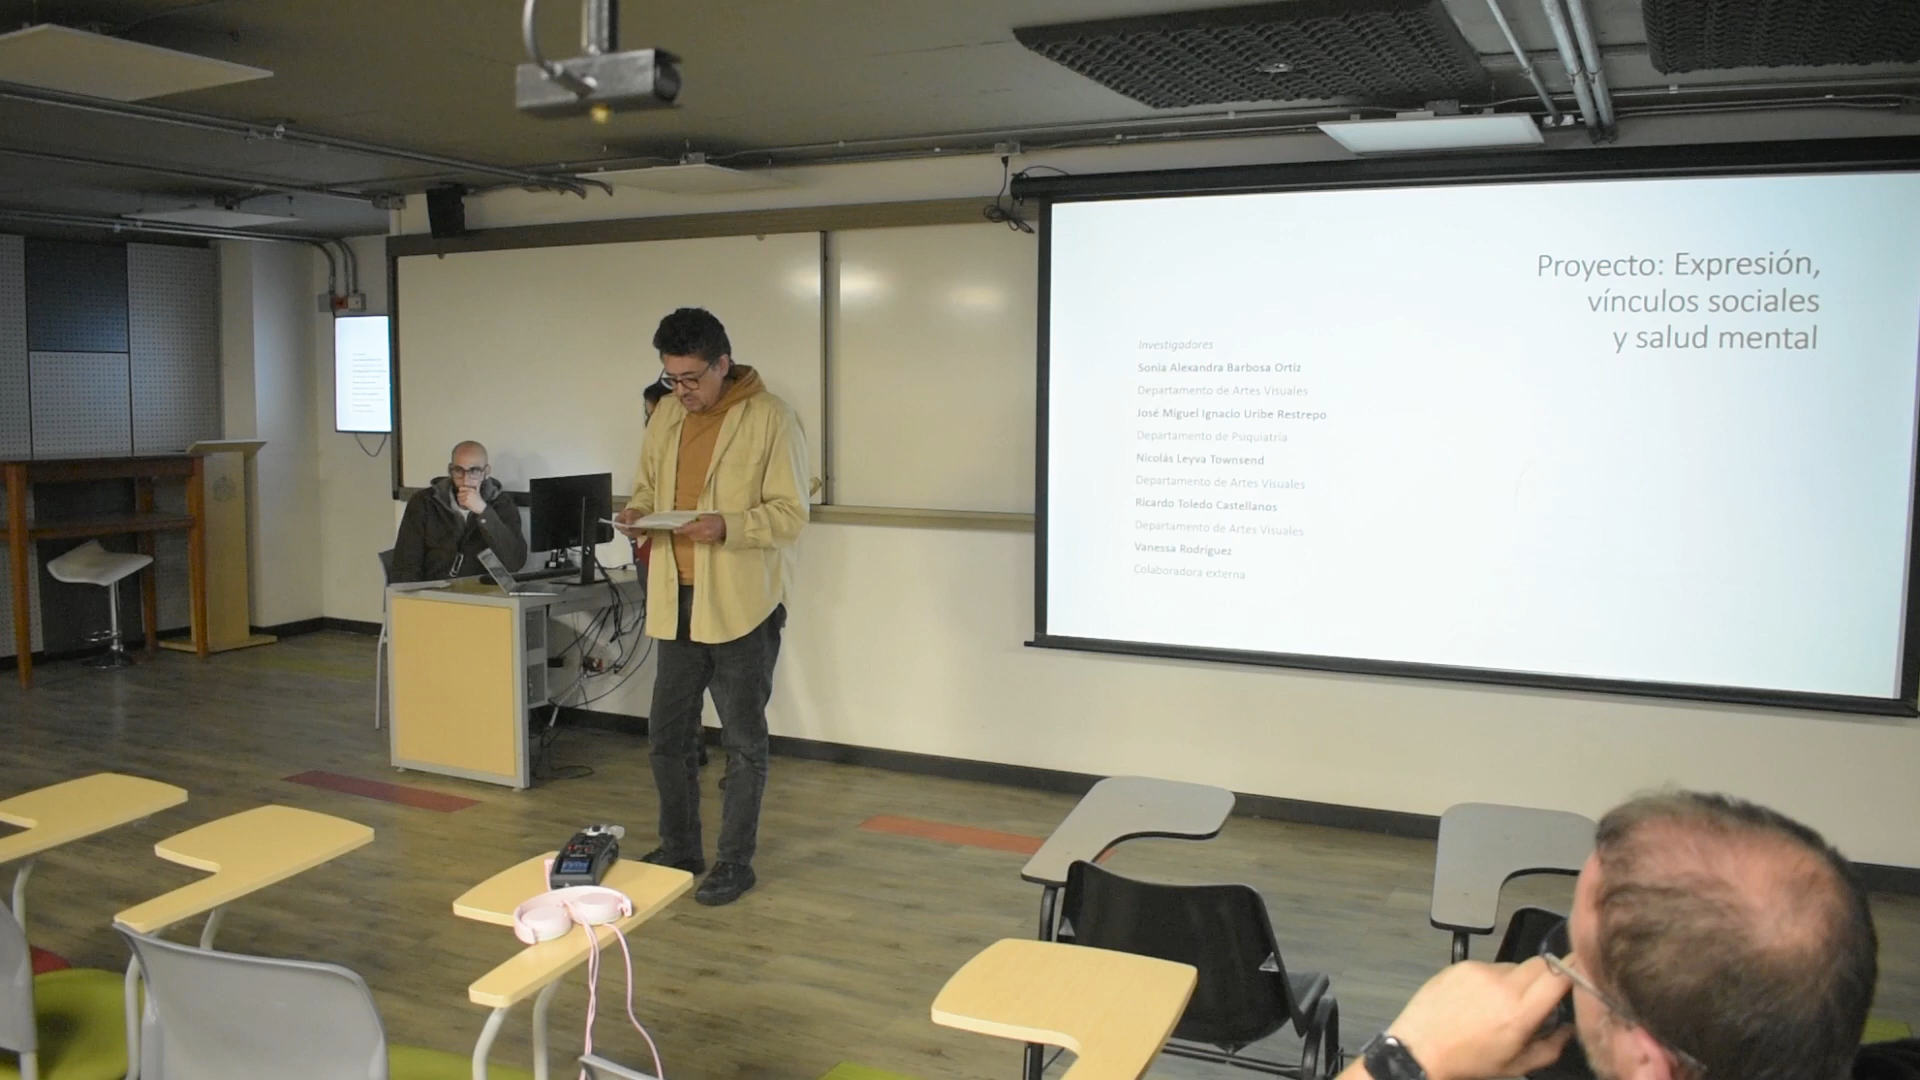 Proyecto: Expresión,
vínculos sociales
y salud mental
Investigadores
Sonia Alexandra Barbosa Ortiz
Departamento de Artes Visuales
José Miguel Ignacio Uribe Restrepo
Departamento de Psiquiatría
Nicolás Leyva Townsend
Departamento de Artes Visuales
Ricardo Toledo Castellanos
Departamento de Artes Visuales
Vanessa Rodríguez
Colaboradora externa